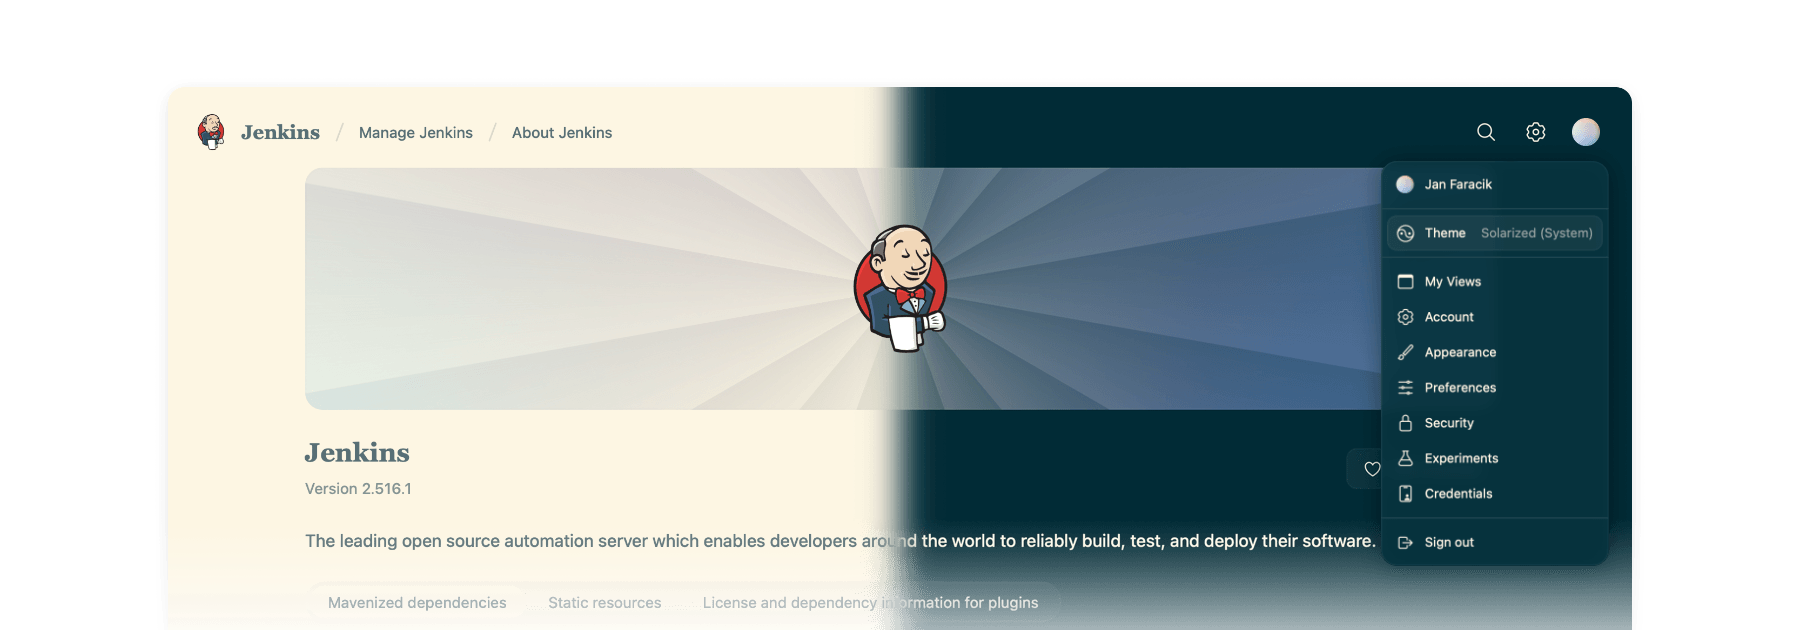 Jenkins / Manage Jenkins / About Jenkins
Jan Faracik
Theme Solarized (System)
My Views
Account
Appearance
Preferences
Security
Experiments
Credentials
Sign out
Jenkins
Version 2.516.1
The leading open source automation server which enables developers around the world to reliably build, test, and deploy their software.
Mavenized dependencies Static resources License and dependency information for plugins